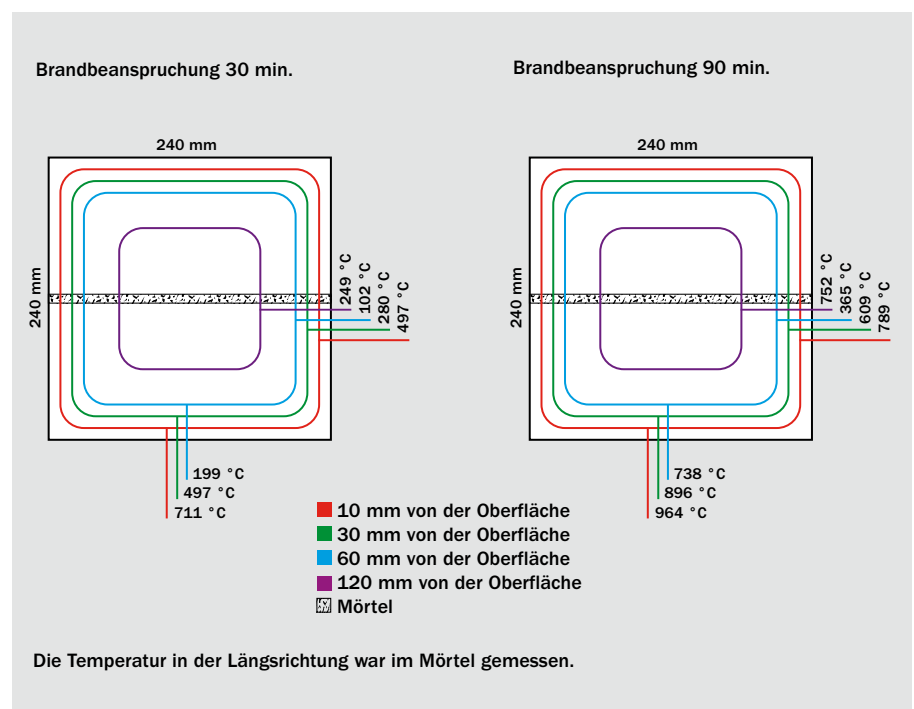 Brandbeanspruchung 30 min.
240 mm
240 mm
249 °C
102 °C
280 °C
497 °C
199 °C
497 °C
711 °C
Brandbeanspruchung 90 min.
240 mm
240 mm
752 °C
365 °C
609 °C
789 °C
738 °C
896 °C
964 °C
10 mm von der Oberfläche
30 mm von der Oberfläche
60 mm von der Oberfläche
120 mm von der Oberfläche
Mörtel
Die Temperatur in der Längsrichtung war im Mörtel gemessen.